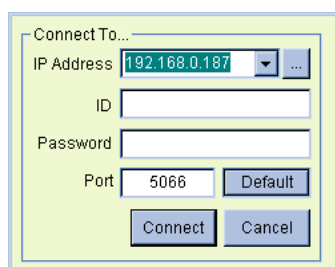 Connect To...
IP Address 192.168.0.187 ...
ID
Password
Port 5066 Default
Connect Cancel